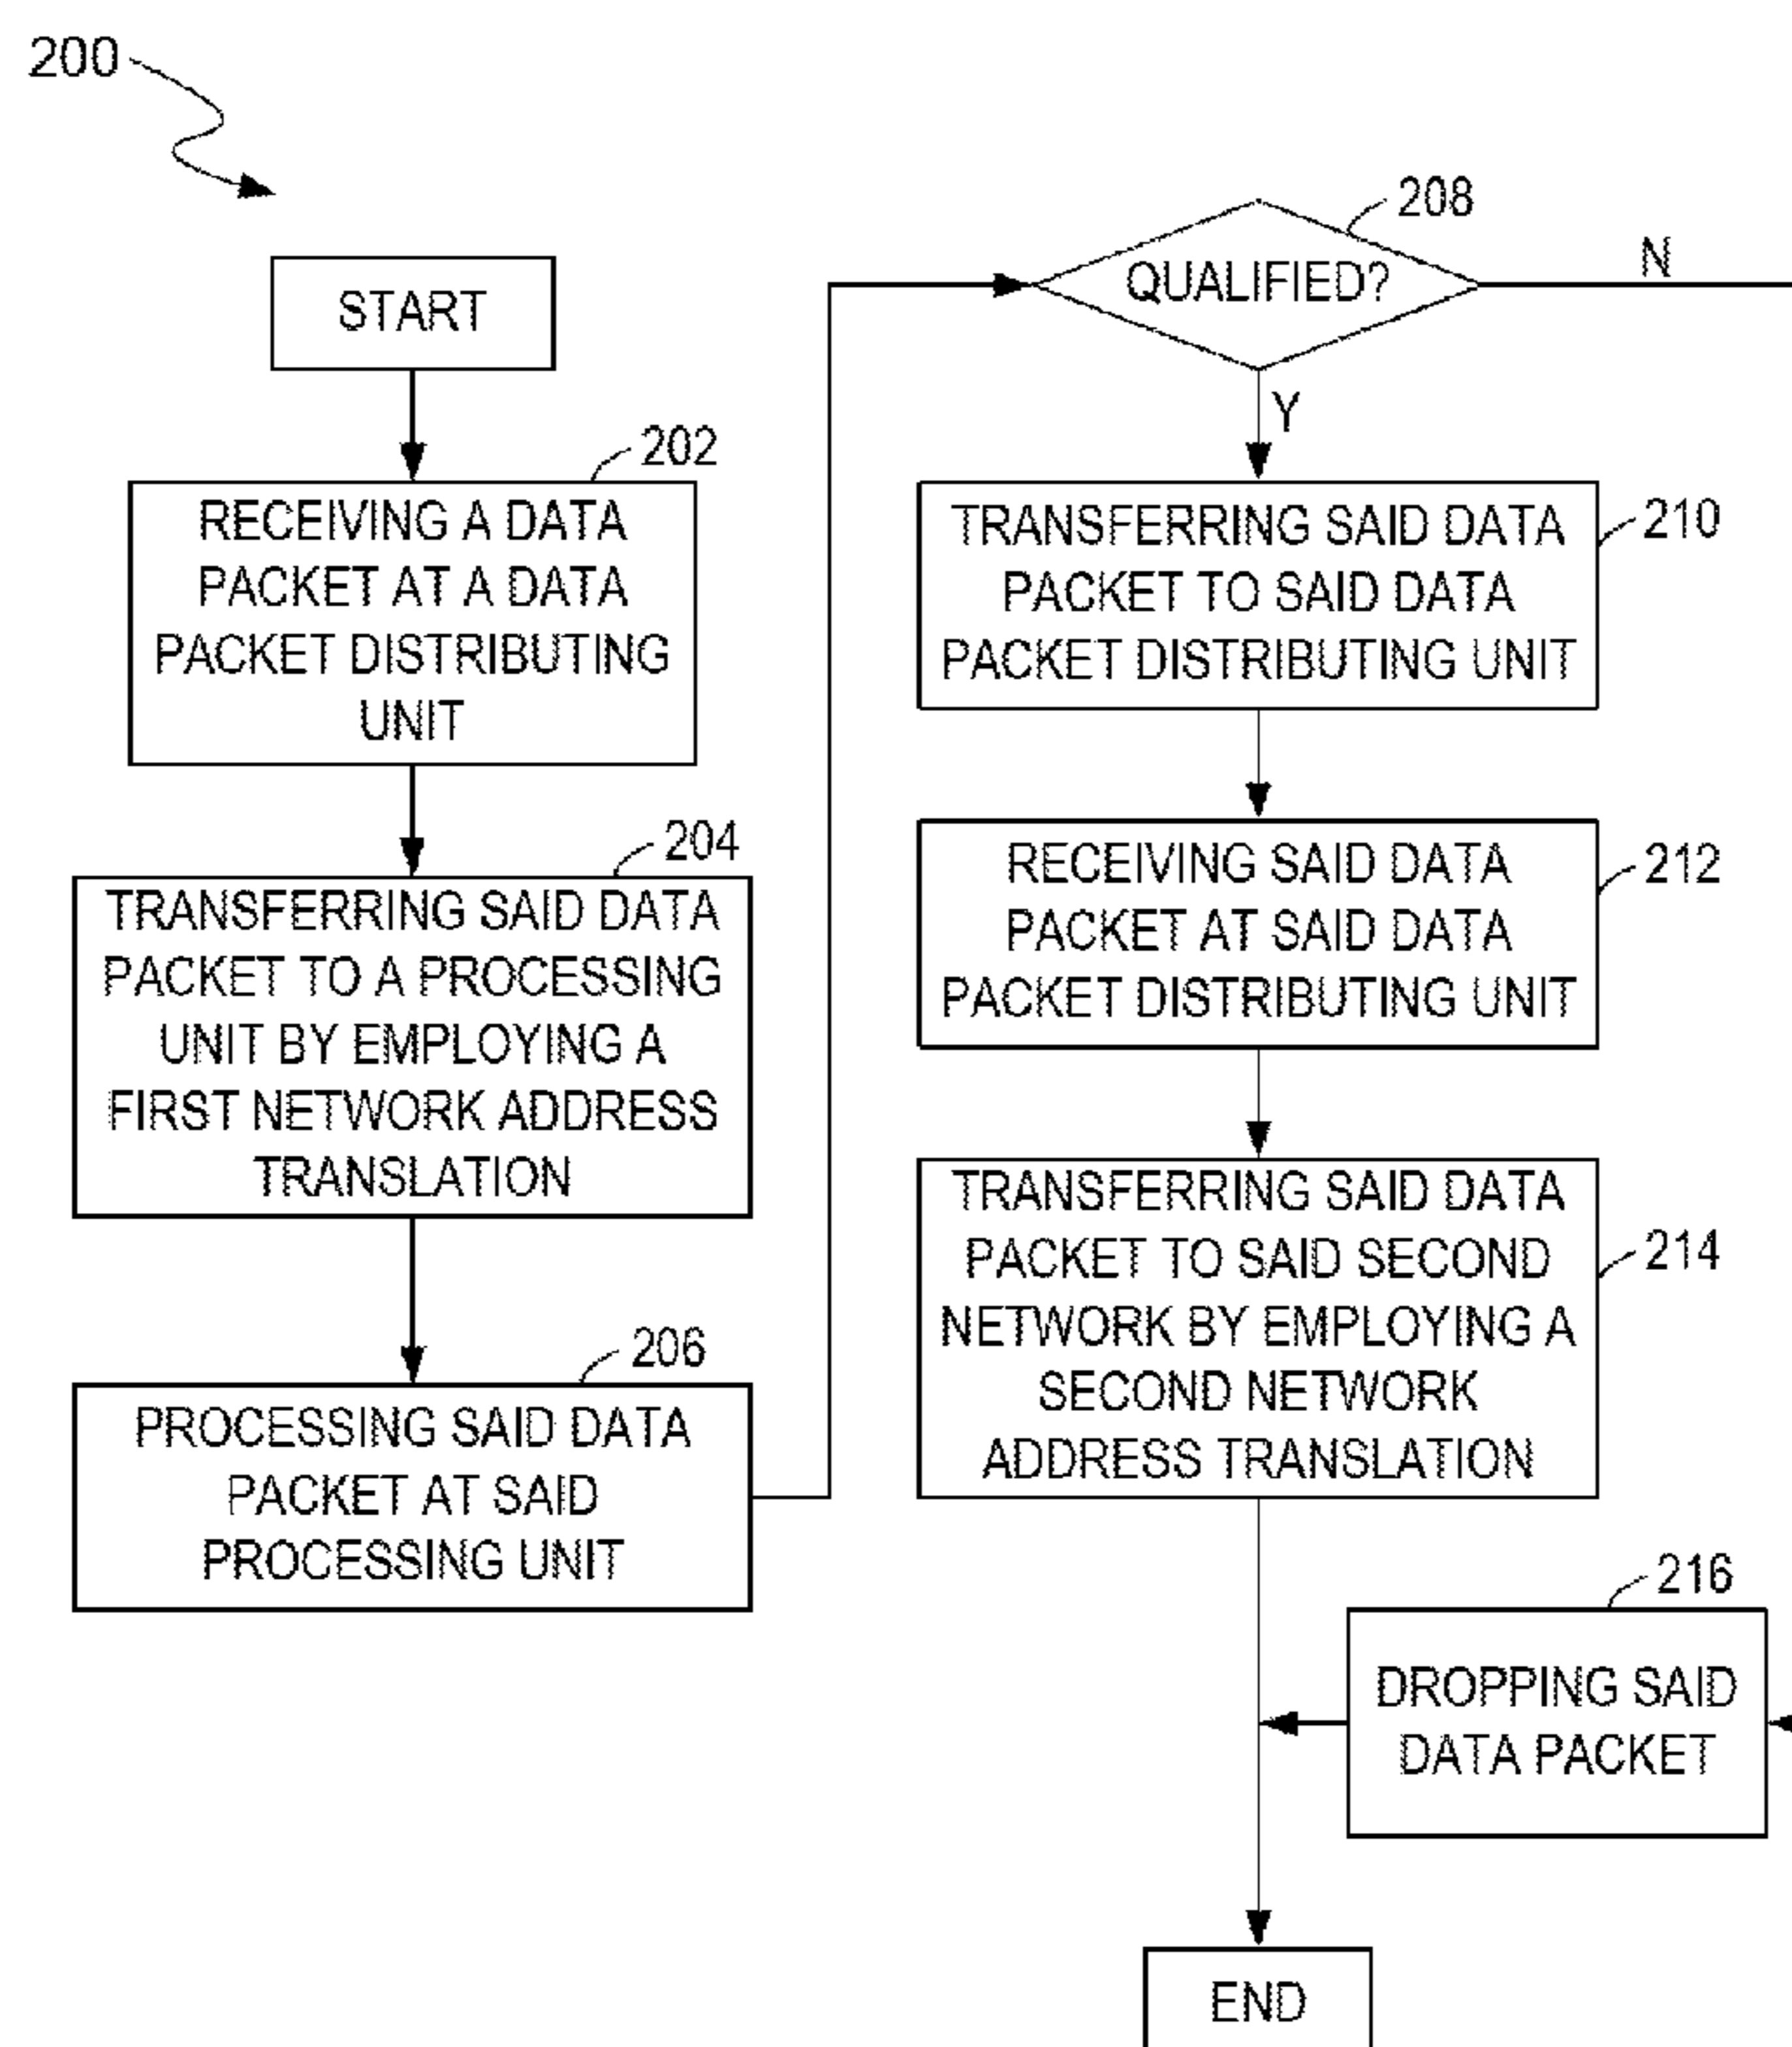 200
START
202
RECEIVING A DATA
PACKET AT A DATA
PACKET DISTRIBUTING
UNIT
204
TRANSFERRING SAID DATA
PACKET TO A PROCESSING
UNIT BY EMPLOYING A
FIRST NETWORK ADDRESS
TRANSLATION
206
PROCESSING SAID DATA
PACKET AT SAID
PROCESSING UNIT
208
QUALIFIED?
N
Y
210
TRANSFERRING SAID DATA
PACKET TO SAID DATA
PACKET DISTRIBUTING UNIT
212
RECEIVING SAID DATA
PACKET AT SAID DATA
PACKET DISTRIBUTING UNIT
214
TRANSFERRING SAID DATA
PACKET TO SAID SECOND
NETWORK BY EMPLOYING A
SECOND NETWORK
ADDRESS TRANSLATION
216
DROPPING SAID
DATA PACKET
END